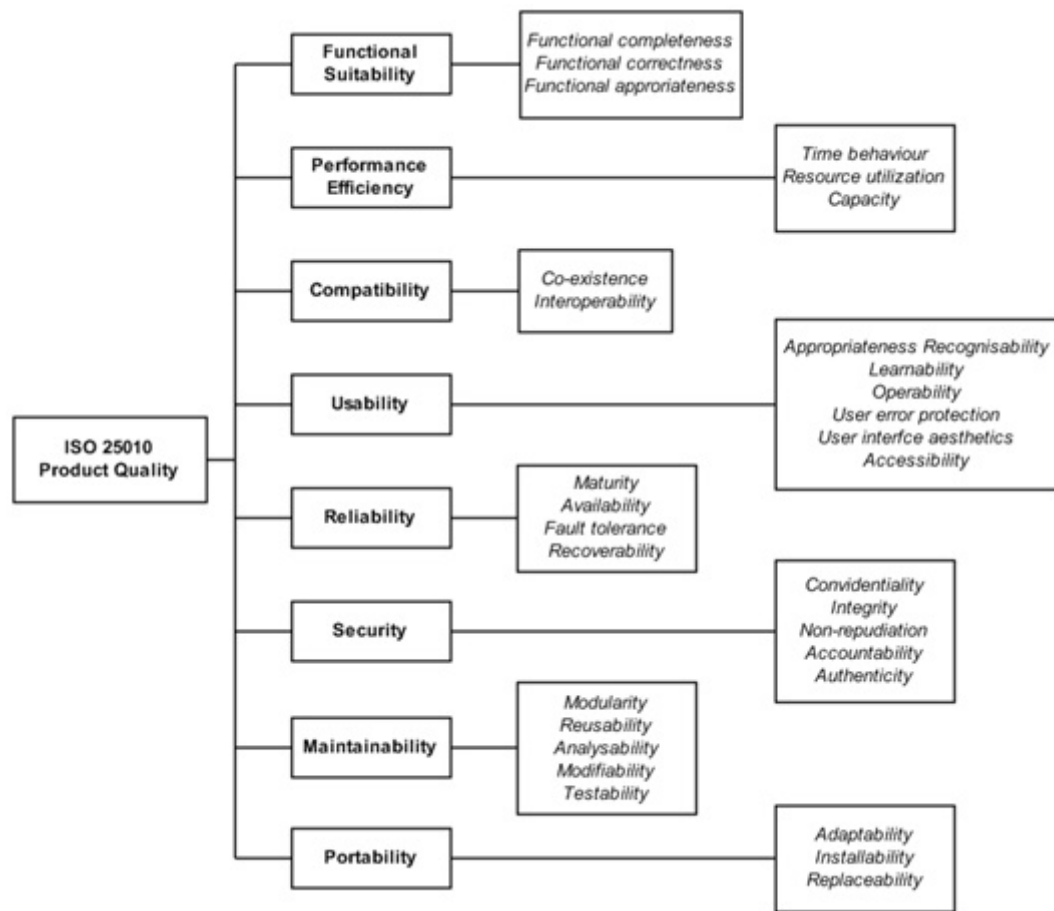 Functional
Suitability
Functional completeness
Functional correctness
Functional approriateness
Performance
Efficiency
Time behaviour
Resource utilization
Capacity
Compatibility
Co-existence
Interoperability
Usability
Appropriateness Recognisability
Learnability
Operability
User error protection
User interfce aesthetics
Accessibility
ISO 25010
Product Quality
Reliability
Maturity
Availability
Fault tolerance
Recoverability
Security
Convidentiality
Integrity
Non-repudiation
Accountability
Authenticity
Maintainability
Modularity
Reusability
Analysability
Modifiability
Testability
Portability
Adaptability
Installability
Replaceability